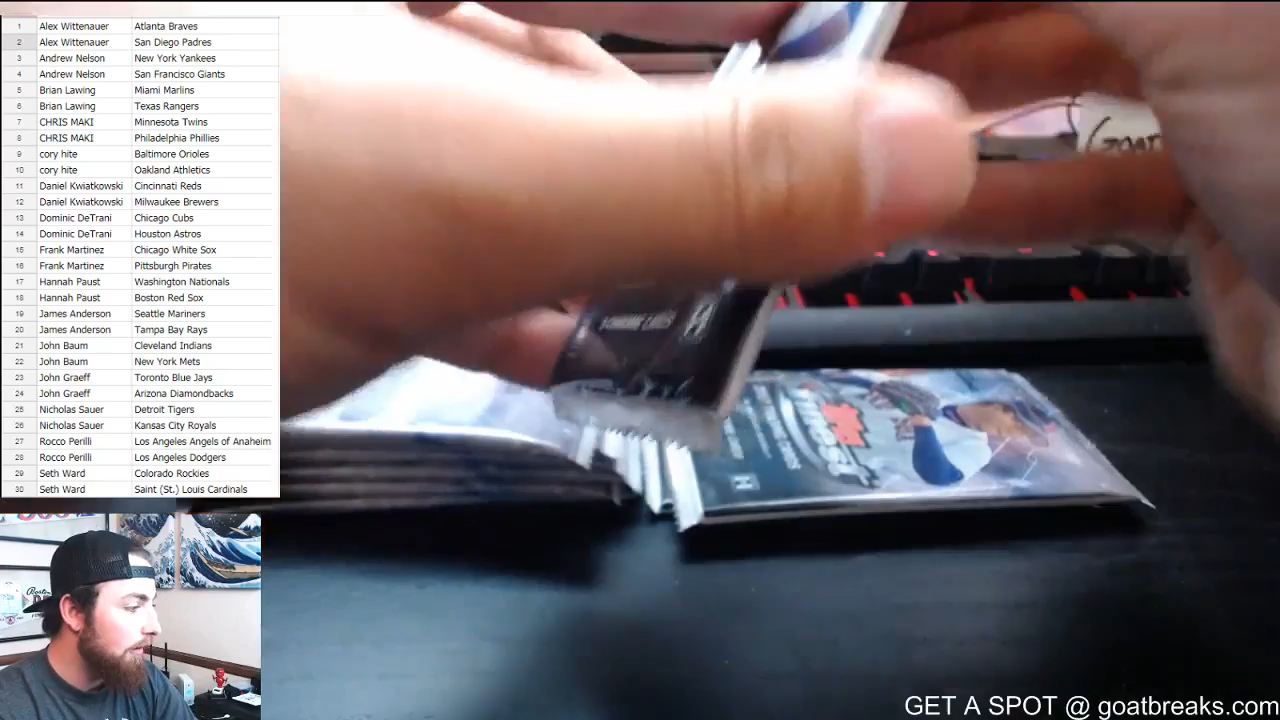 1 Alex Wittenauer Atlanta Braves
2 Alex Wittenauer San Diego Padres
3 Andrew Nelson New York Yankees
4 Andrew Nelson San Francisco Giants
5 Brian Lawing Miami Marlins
6 Brian Lawing Texas Rangers
7 CHRIS MAKI Minnesota Twins
8 CHRIS MAKI Philadelphia Phillies
9 cory hite Baltimore Orioles
10 cory hite Oakland Athletics
11 Daniel Kwiatkowski Cincinnati Reds
12 Daniel Kwiatkowski Milwaukee Brewers
13 Dominic DeTrani Chicago Cubs
14 Dominic DeTrani Houston Astros
15 Frank Martinez Chicago White Sox
16 Frank Martinez Pittsburgh Pirates
17 Hannah Paust Washington Nationals
18 Hannah Paust Boston Red Sox
19 James Anderson Seattle Mariners
20 James Anderson Tampa Bay Rays
21 John Baum Cleveland Indians
22 John Baum New York Mets
23 John Graeff Toronto Blue Jays
24 John Graeff Arizona Diamondbacks
25 Nicholas Sauer Detroit Tigers
26 Nicholas Sauer Kansas City Royals
27 Rocco Perilli Los Angeles Angels of Anaheim
28 Rocco Perilli Los Angeles Dodgers
29 Seth Ward Colorado Rockies
30 Seth Ward Saint (St.) Louis Cardinals
GET A SPOT @ goatbreaks.com